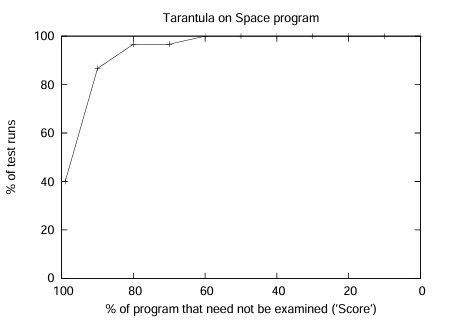 Tarantula on Space program
100
80
60
40
20
0
% of test runs
100 80 60 40 20 0
% of program that need not be examined ('Score')